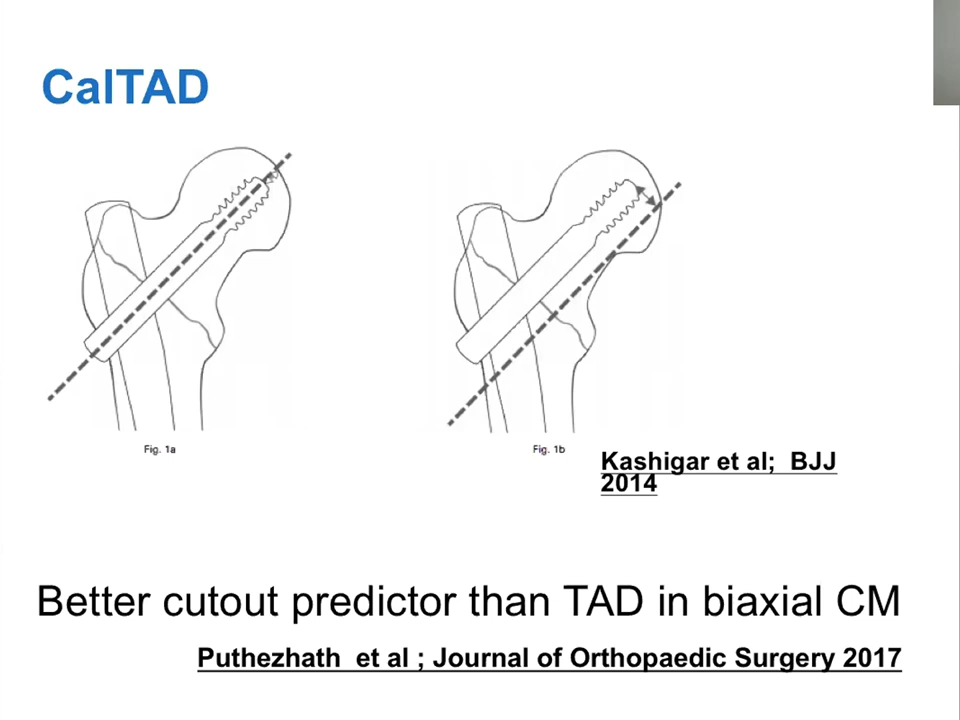 CalTAD
Fig. 1a
Fig. 1b
Kashigar et al; BJJ
2014
Better cutout predictor than TAD in biaxial CM
Puthezhath et al ; Journal of Orthopaedic Surgery 2017